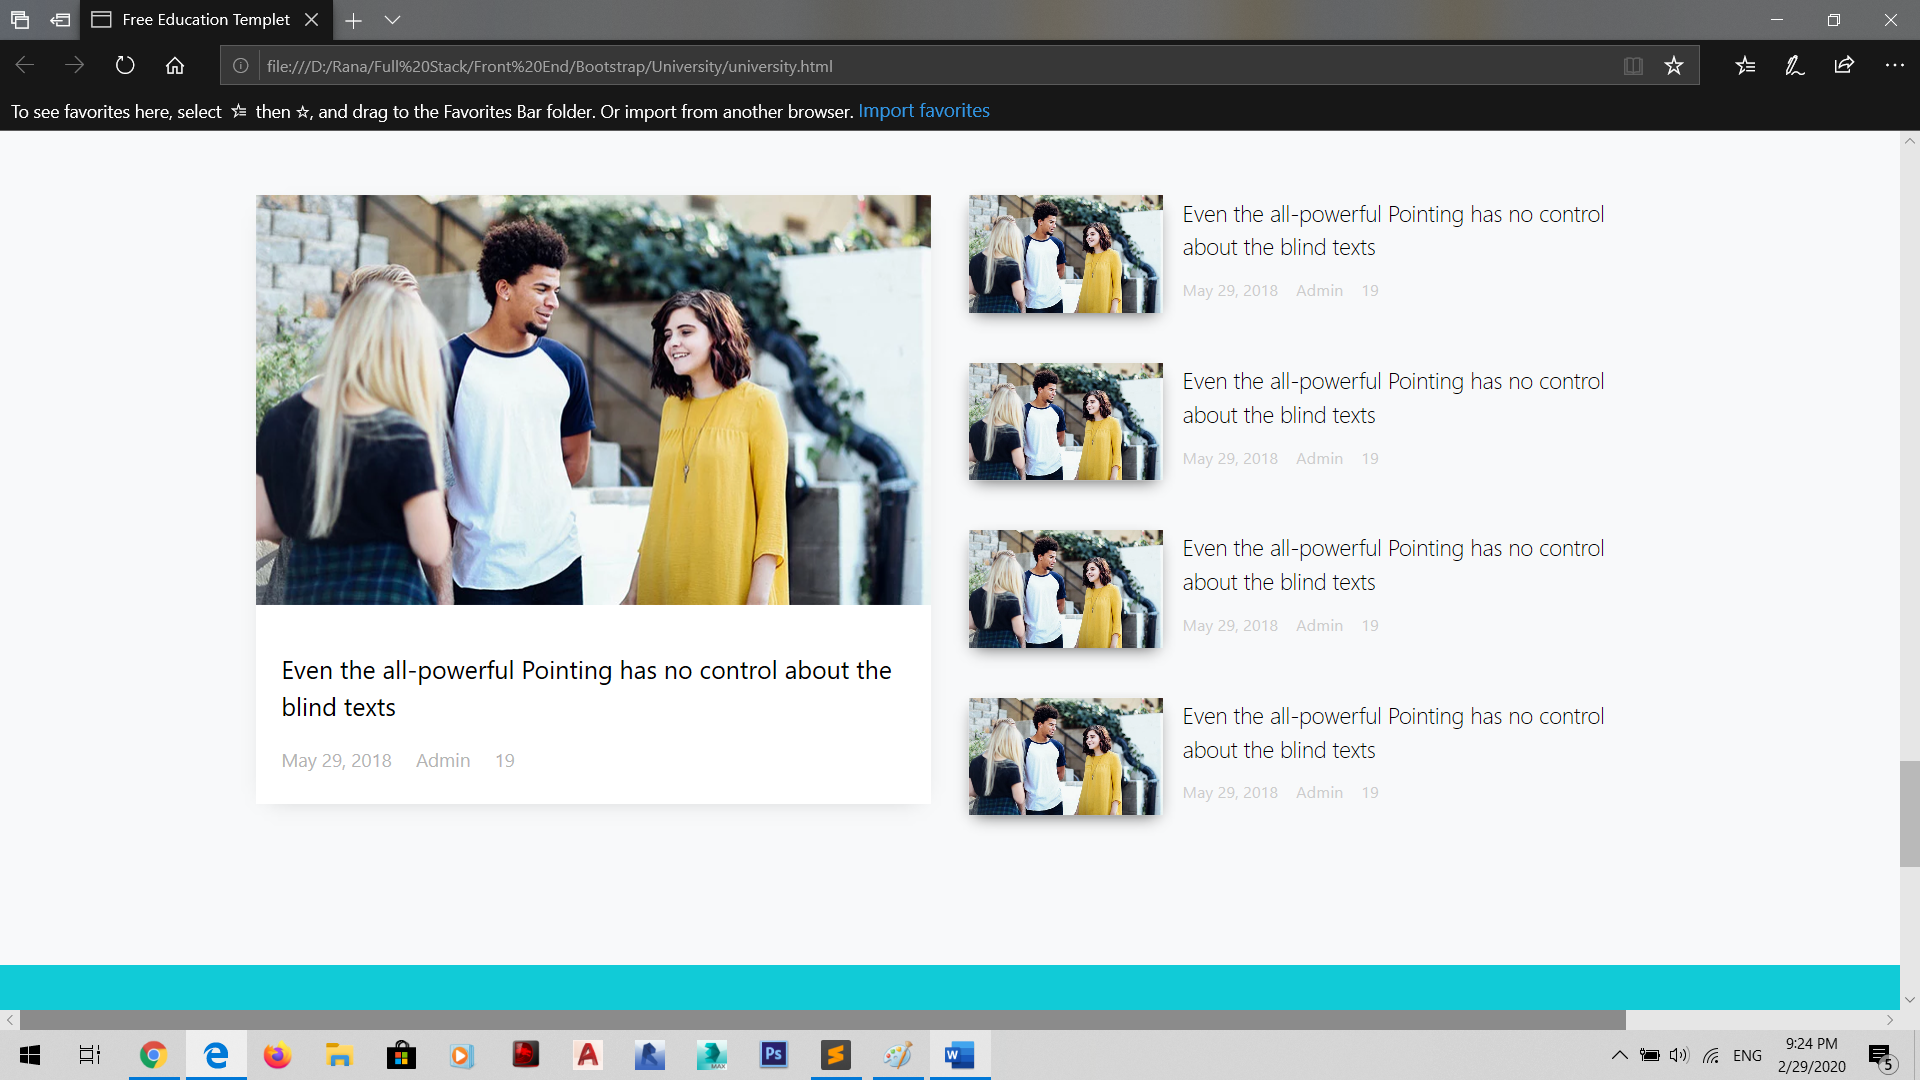 Free Education Templet
file:///D:/Rana/Full%20Stack/Front%20End/Bootstrap/University/university.html
To see favorites here, select then , and drag to the Favorites Bar folder. Or import from another browser. Import favorites
Even the all-powerful Pointing has no control about the
blind texts
May 29, 2018 Admin 19
Even the all-powerful Pointing has no control
about the blind texts
May 29, 2018 Admin 19
Even the all-powerful Pointing has no control
about the blind texts
May 29, 2018 Admin 19
Even the all-powerful Pointing has no control
about the blind texts
May 29, 2018 Admin 19
Even the all-powerful Pointing has no control
about the blind texts
May 29, 2018 Admin 19
A
R
MAX
Ps
S
W
ENG
9:24 PM
2/29/2020
5